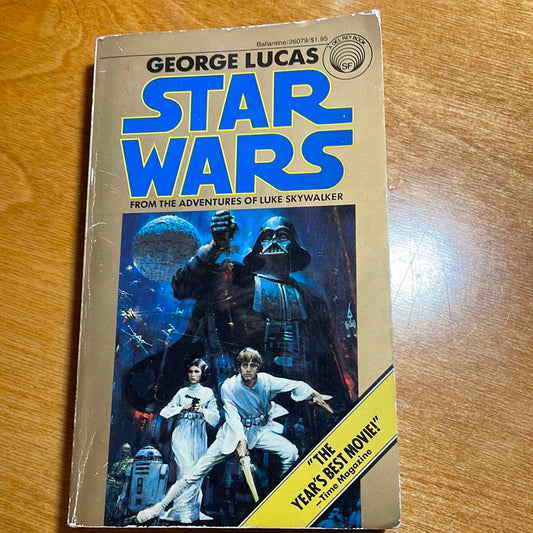 Ballantine/26079/$1.95
A DEL REY BOOK
SF
GEORGE LUCAS
STAR
WARS
FROM THE ADVENTURES OF LUKE SKYWALKER
"THE
YEAR'S BEST MOVIE!"
—Time Magazine